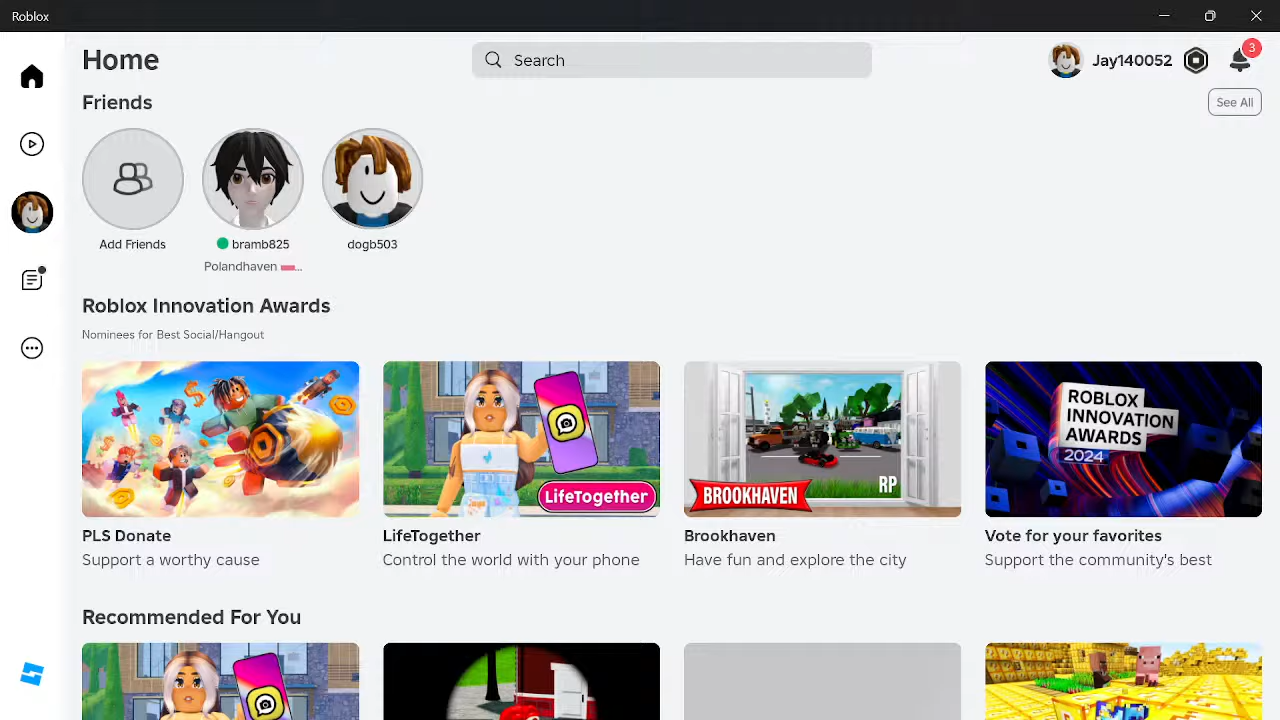 Roblox
Home
Search
Jay140052
3
Friends
See All
Add Friends
bramb825
dogb503
Polandhaven ...
Roblox Innovation Awards
Nominees for Best Social/Hangout
LifeTogether
BROOKHAVEN
RP
ROBLOX
INNOVATION
AWARDS
2024
PLS Donate
LifeTogether
Brookhaven
Vote for your favorites
Support a worthy cause
Control the world with your phone
Have fun and explore the city
Support the community's best
Recommended For You